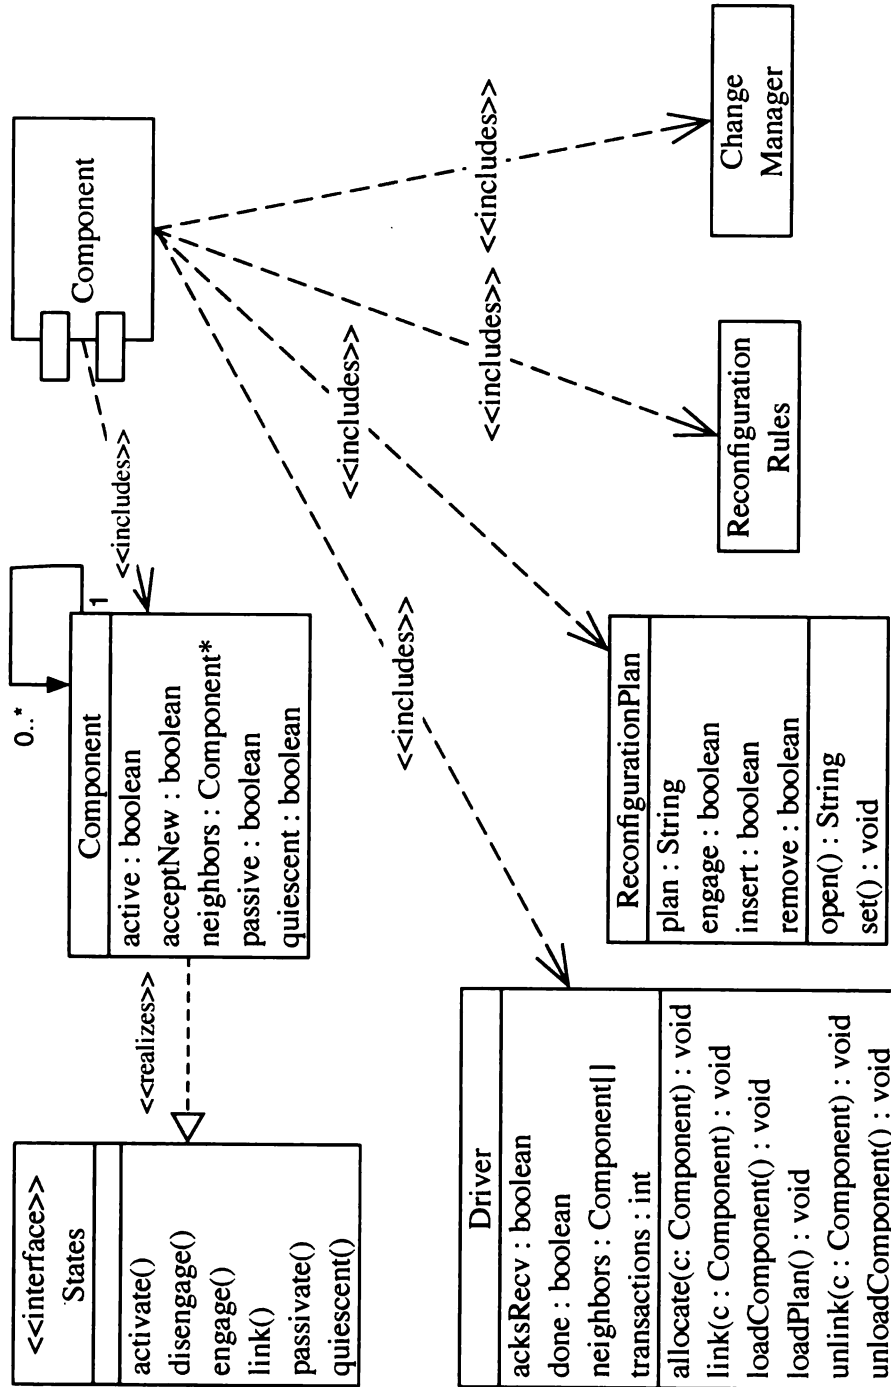 <<interface>>
States
activate()
disengage()
engage()
link()
passivate()
quiescent()
<<realizes>>
0..*
1
Component
active : boolean
acceptNew : boolean
neighbors : Component*
passive : boolean
quiescent : boolean
<<includes>>
Component
<<includes>>
<<includes>>
<<includes>>
<<includes>>
Driver
acksRecv : boolean
done : boolean
neighbors : Component[]
transactions : int
allocate(c: Component) : void
link(c : Component) : void
loadComponent() : void
loadPlan() : void
unlink(c : Component) : void
unloadComponent() : void
ReconfigurationPlan
plan : String
engage : boolean
insert : boolean
remove : boolean
open() : String
set() : void
Reconfiguration
Rules
Change
Manager